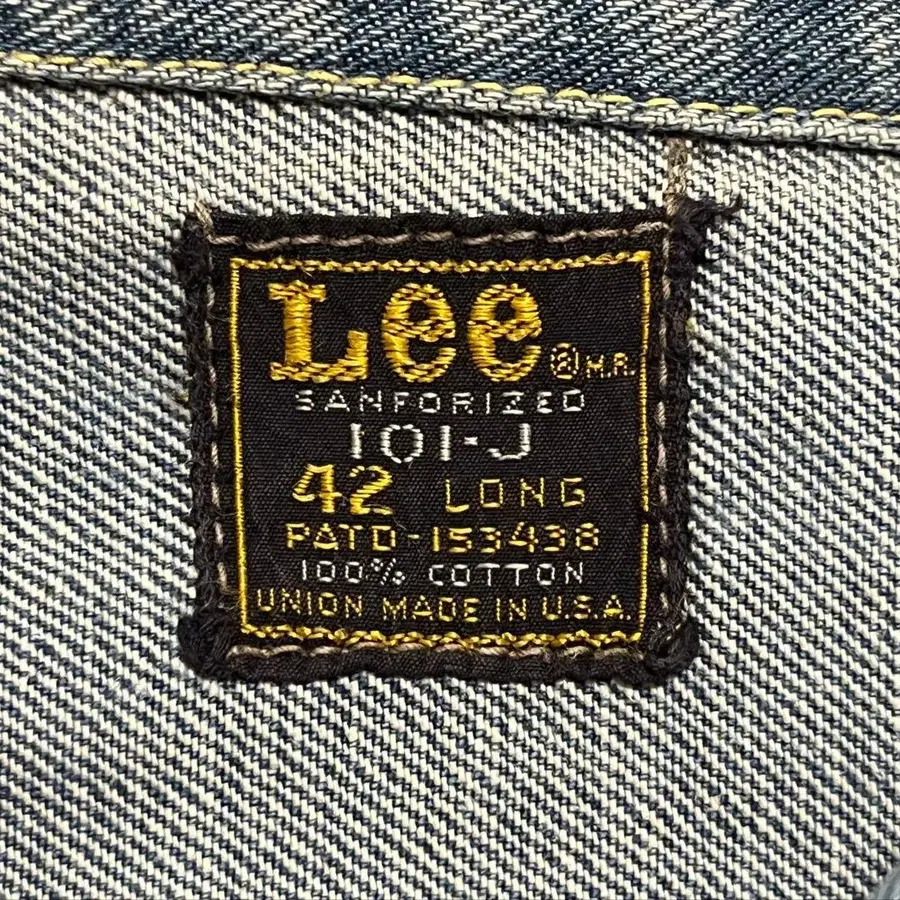 Lee ® M.R.
SANFORIZED
101-J
42 LONG
PATD-153438
100% COTTON
UNION MADE IN U.S.A.